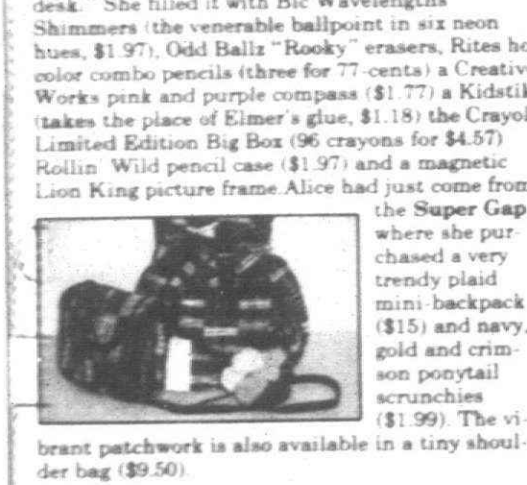 desk." She filled it with Bic Wavelengths
Shimmers (the venerable ballpoint in six neon
hues, $1.97), Odd Ballz "Rooky" erasers, Rites ho
color combo pencils (three for 77-cents) a Creativ
Works pink and purple compass ($1.77) a Kidstik
(takes the place of Elmer's glue, $1.18) the Crayol
Limited Edition Big Box (96 crayons for $4.57)
Rollin' Wild pencil case ($1.97) and a magnetic
Lion King picture frame. Alice had just come from
the Super Gap
where she pur-
chased a very
trendy plaid
mini-backpack
($15) and navy,
gold and crim-
son ponytail
scrunchies
($1.99). The vi-
brant patchwork is also available in a tiny shoul-
der bag ($9.50).